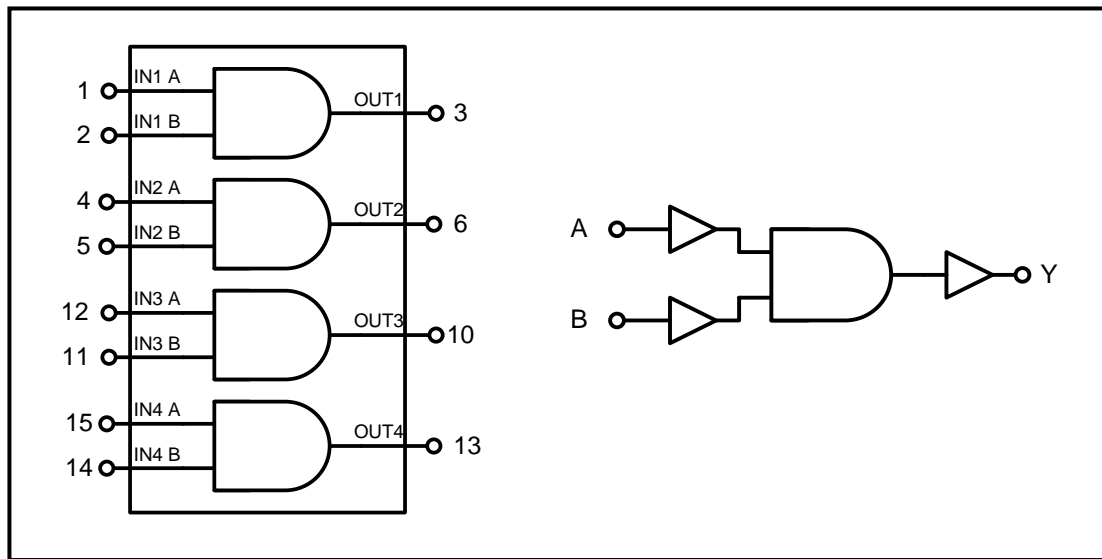 1 IN1 A OUT1 3
2 IN1 B
4 IN2 A OUT2 6
5 IN2 B
12 IN3 A OUT3 10
11 IN3 B
15 IN4 A OUT4 13
14 IN4 B
A
B
Y